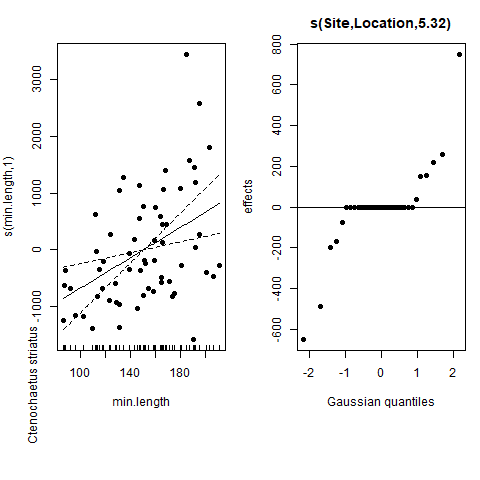 s(Site,Location,5.32)
Ctenochaetus striatus
s(min.length,1)
3000
2000
1000
0
-1000
100 140 180
min.length
effects
800
600
400
200
0
-200
-400
-600
-2 -1 0 1 2
Gaussian quantiles